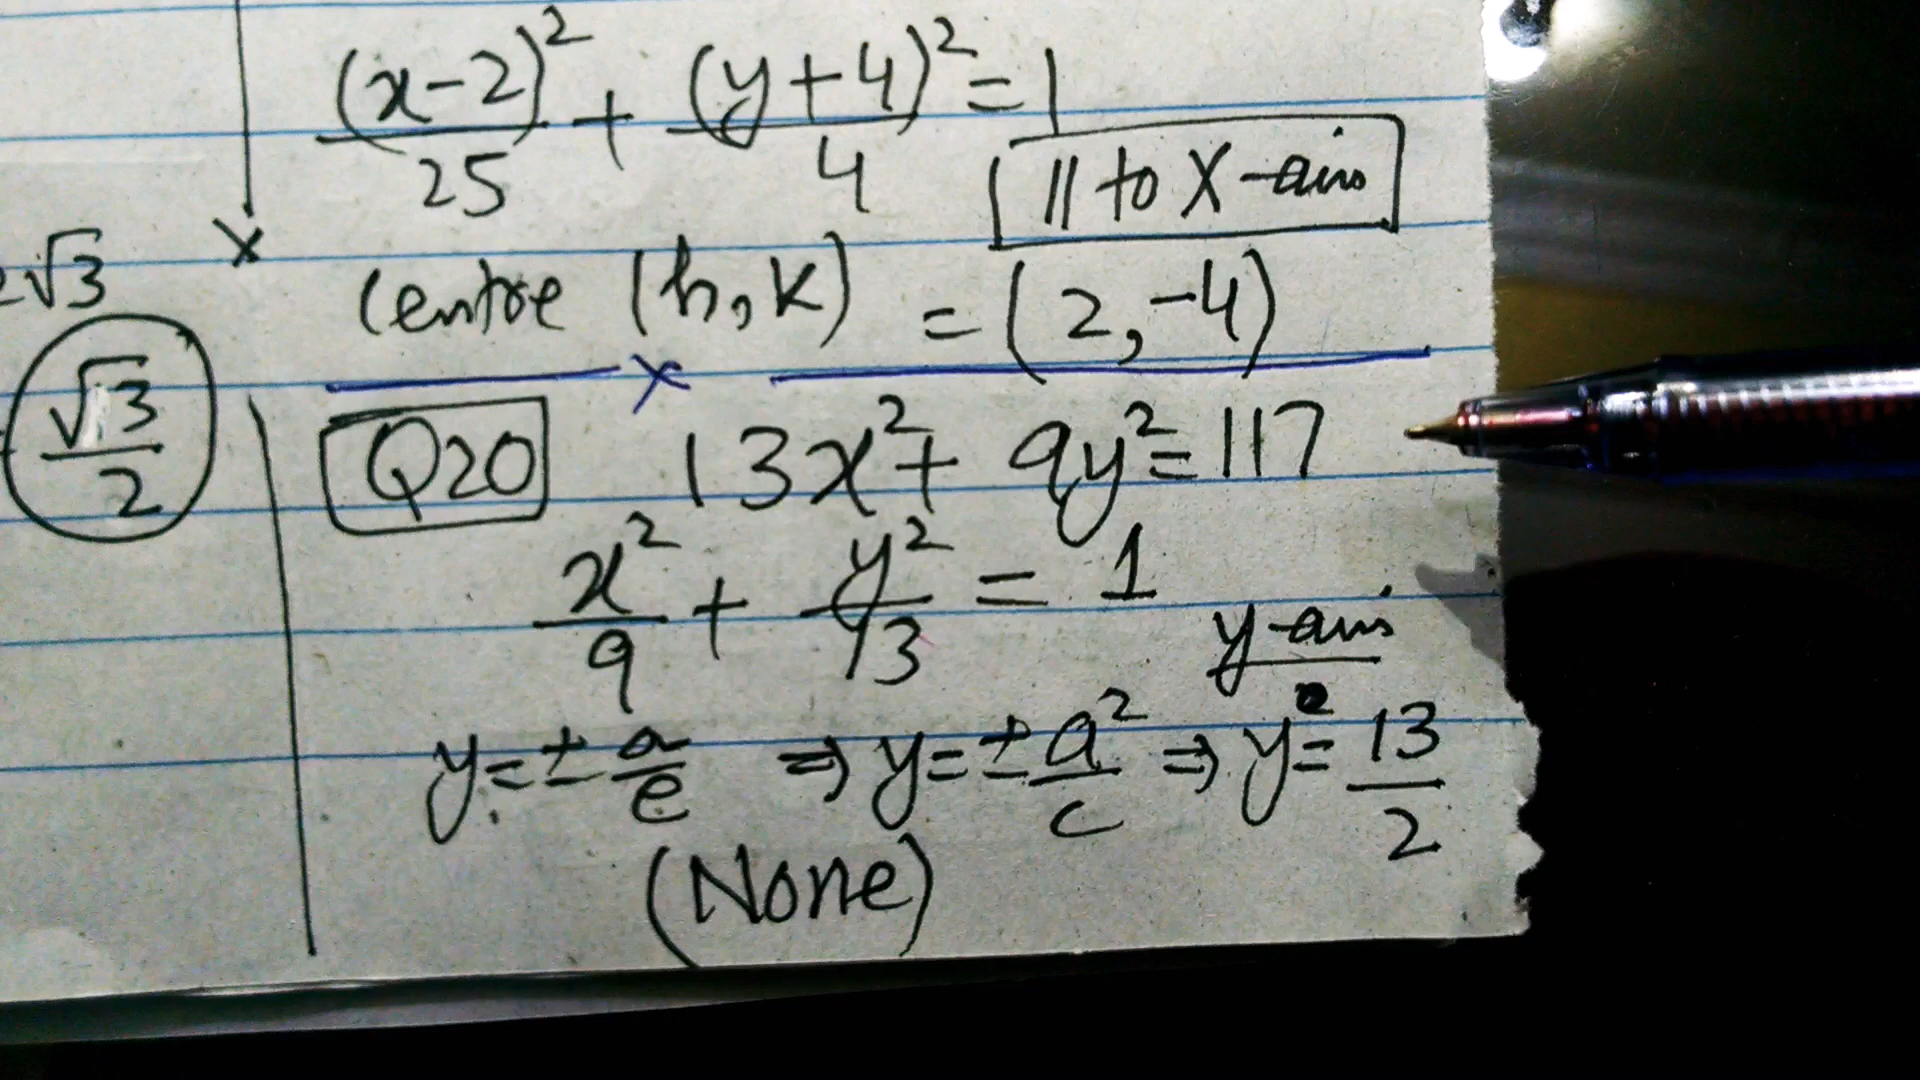 (x-2)²/25 + (y+4)²/4 = 1
|| to X-axis
√3
centre (h, k) = (2, -4)
√3/2
Q20 13x² + 9y² = 117
x²/9 + y²/13 = 1
y-axis
y = ± a/e ⇒ y = ± a²/c ⇒ y = 13/2
(None)